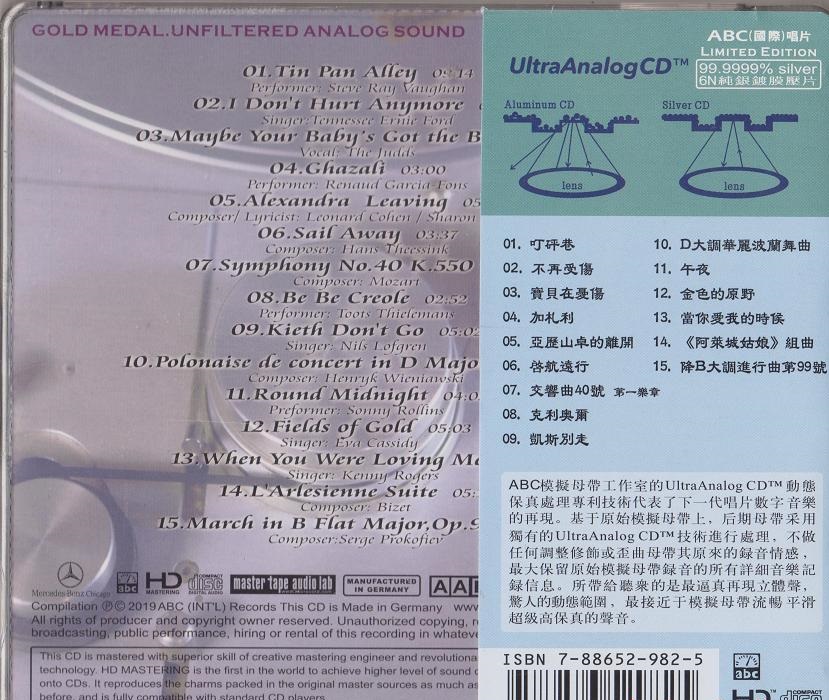 GOLD MEDAL.UNFILTERED ANALOG SOUND
01.Tin Pan Alley 09:14
Performer: Steve Ray Vaughan
02.I Don't Hurt Anymore
Singer:Tennessee Ernie Ford
03.Maybe Your Baby's Got the B
Vocal: The Judds
04.Ghazali 03:00
Performer: Renaud Garcia-Fons
05.Alexandra Leaving 05
Composer/ Lyricist: Leonard Cohen / Sharon
06.Sail Away 03:37
Composer: Hans Theessink
07.Symphony No.40 K.550
Composer: Mozart
08.Be Be Creole 02:52
Performer: Toots Thielemans
09.Kieth Don't Go 05:02
Singer: Nils Lofgren
10.Polonaise de concert in D Majo
Composer: Henryk Wieniawski
11.Round Midnight 04:0
Preformer: Sonny Rollins
12.Fields of Gold 05:03
Singer: Eva Cassidy
13.When You Were Loving Me
Singer: Kenny Rogers
14.L'Arlesienne Suite 05:
Composer: Bizet
15.March in B Flat Major,Op.9
Composer:Serge Prokofiev
Mercedes-Benz Chicago
abc
HD MASTERING
COMPACT disc DIGITAL AUDIO
master tape audio lab
MANUFACTURED IN GERMANY
AAD
Compilation ⓅⒸ 2019 ABC (INT'L) Records This CD is Made in Germany www
All rights of producer and copyright owner reserved. Unauthorized copying, r
broadcasting, public performance, hiring or rental of this recording in whateve
This CD is mastered with superior skill of creative mastering engineer and revolutiona
technology. HD MASTERING is the first in the world to achieve higher level of sound
onto CDs. It reproduces the charms packed in the original master sources as much as
before, and is fully compatible with standard CD players.
ABC(國際)唱片
LIMITED EDITION
UltraAnalogCD™
99.9999% silver
6N純銀鍍膜壓片
Aluminum CD
Silver CD
lens
lens
01. 叮砰巷
02. 不再受傷
03. 寶貝在憂傷
04. 加札利
05. 亞歷山卓的離開
06. 啓航遠行
07. 交響曲40號 第一樂章
08. 克利奥爾
09. 凱斯別走
10. D大調華麗波蘭舞曲
11. 午夜
12. 金色的原野
13. 當你愛我的時候
14. 《阿萊城姑娘》組曲
15. 降B大調進行曲第99號
ABC模擬母帶工作室的UltraAnalog CD™ 動態
保真處理專利技術代表了下一代唱片數字音樂
的再現。基于原始模擬母帶上，后期母帶采用
獨有的UltraAnalog CD™技術進行處理，不做
任何調整修飾或歪曲母帶其原來的録音情感，
最大保留原始模擬母帶録音的所有詳細音樂記
録信息。所帶給聽衆的是最逼真再現立體聲，
驚人的動態範圍，最接近于模擬母帶流暢平滑
超級高保真的聲音。
ISBN 7-88652-982-5
abc
HD
COMPACT disc